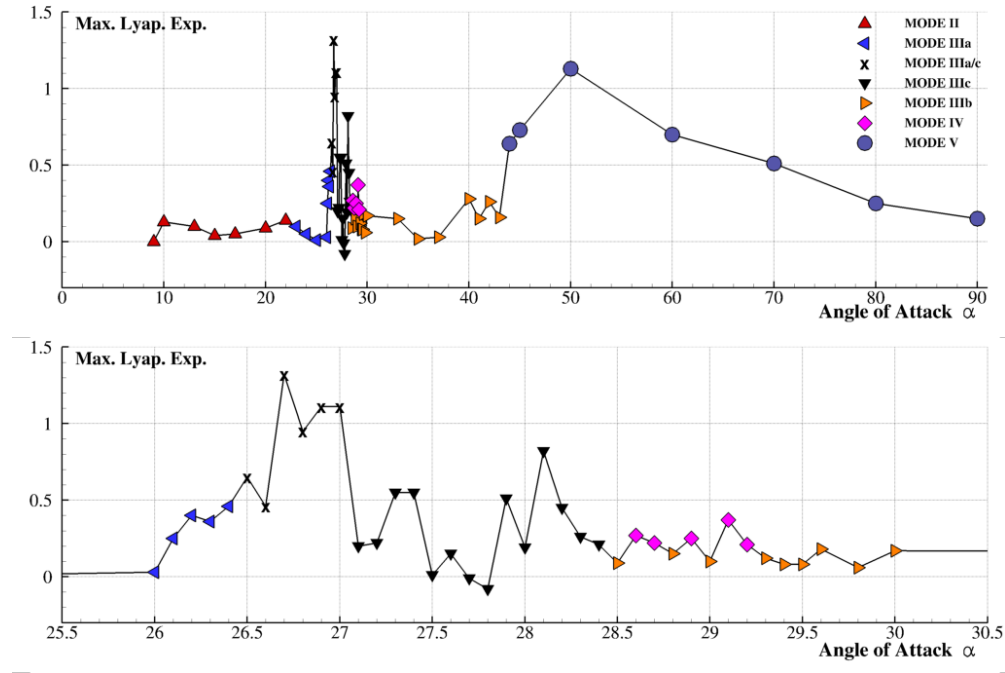 1.5
Max. Lyap. Exp.
MODE II
MODE IIIa
MODE IIIa/c
MODE IIIc
MODE IIIb
MODE IV
MODE V
1
0.5
0
0 10 20 30 40 50 60 70 80 90
Angle of Attack α
1.5
Max. Lyap. Exp.
1
0.5
0
25.5 26 26.5 27 27.5 28 28.5 29 29.5 30 30.5
Angle of Attack α